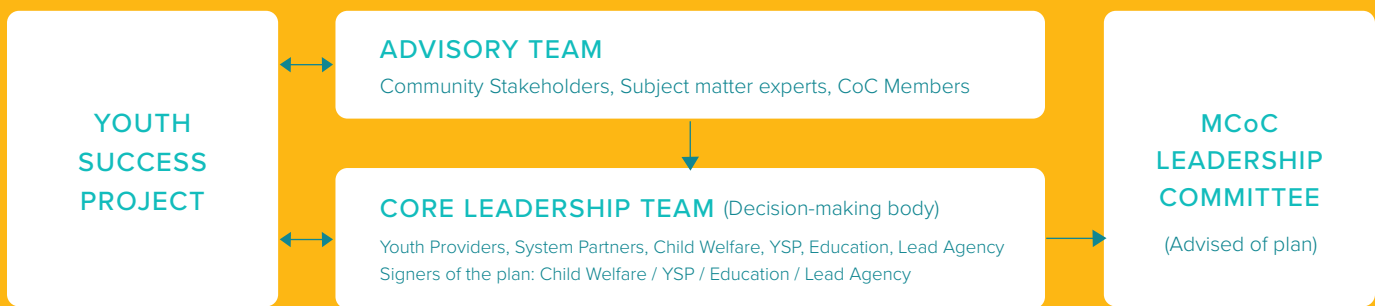 YOUTH
SUCCESS
PROJECT
ADVISORY TEAM
Community Stakeholders, Subject matter experts, CoC Members
CORE LEADERSHIP TEAM (Decision-making body)
Youth Providers, System Partners, Child Welfare, YSP, Education, Lead Agency
Signers of the plan: Child Welfare / YSP / Education / Lead Agency
MCoC
LEADERSHIP
COMMITTEE
(Advised of plan)